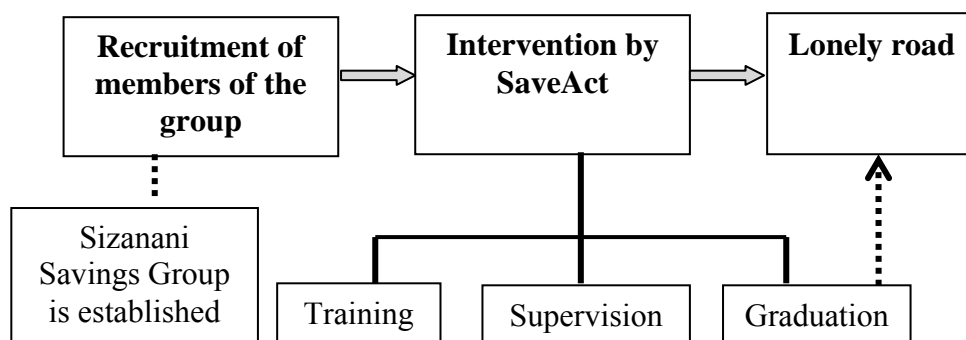 Recruitment of
members of the
group
Intervention by
SaveAct
Lonely road
Sizanani
Savings Group
is established
Training
Supervision
Graduation